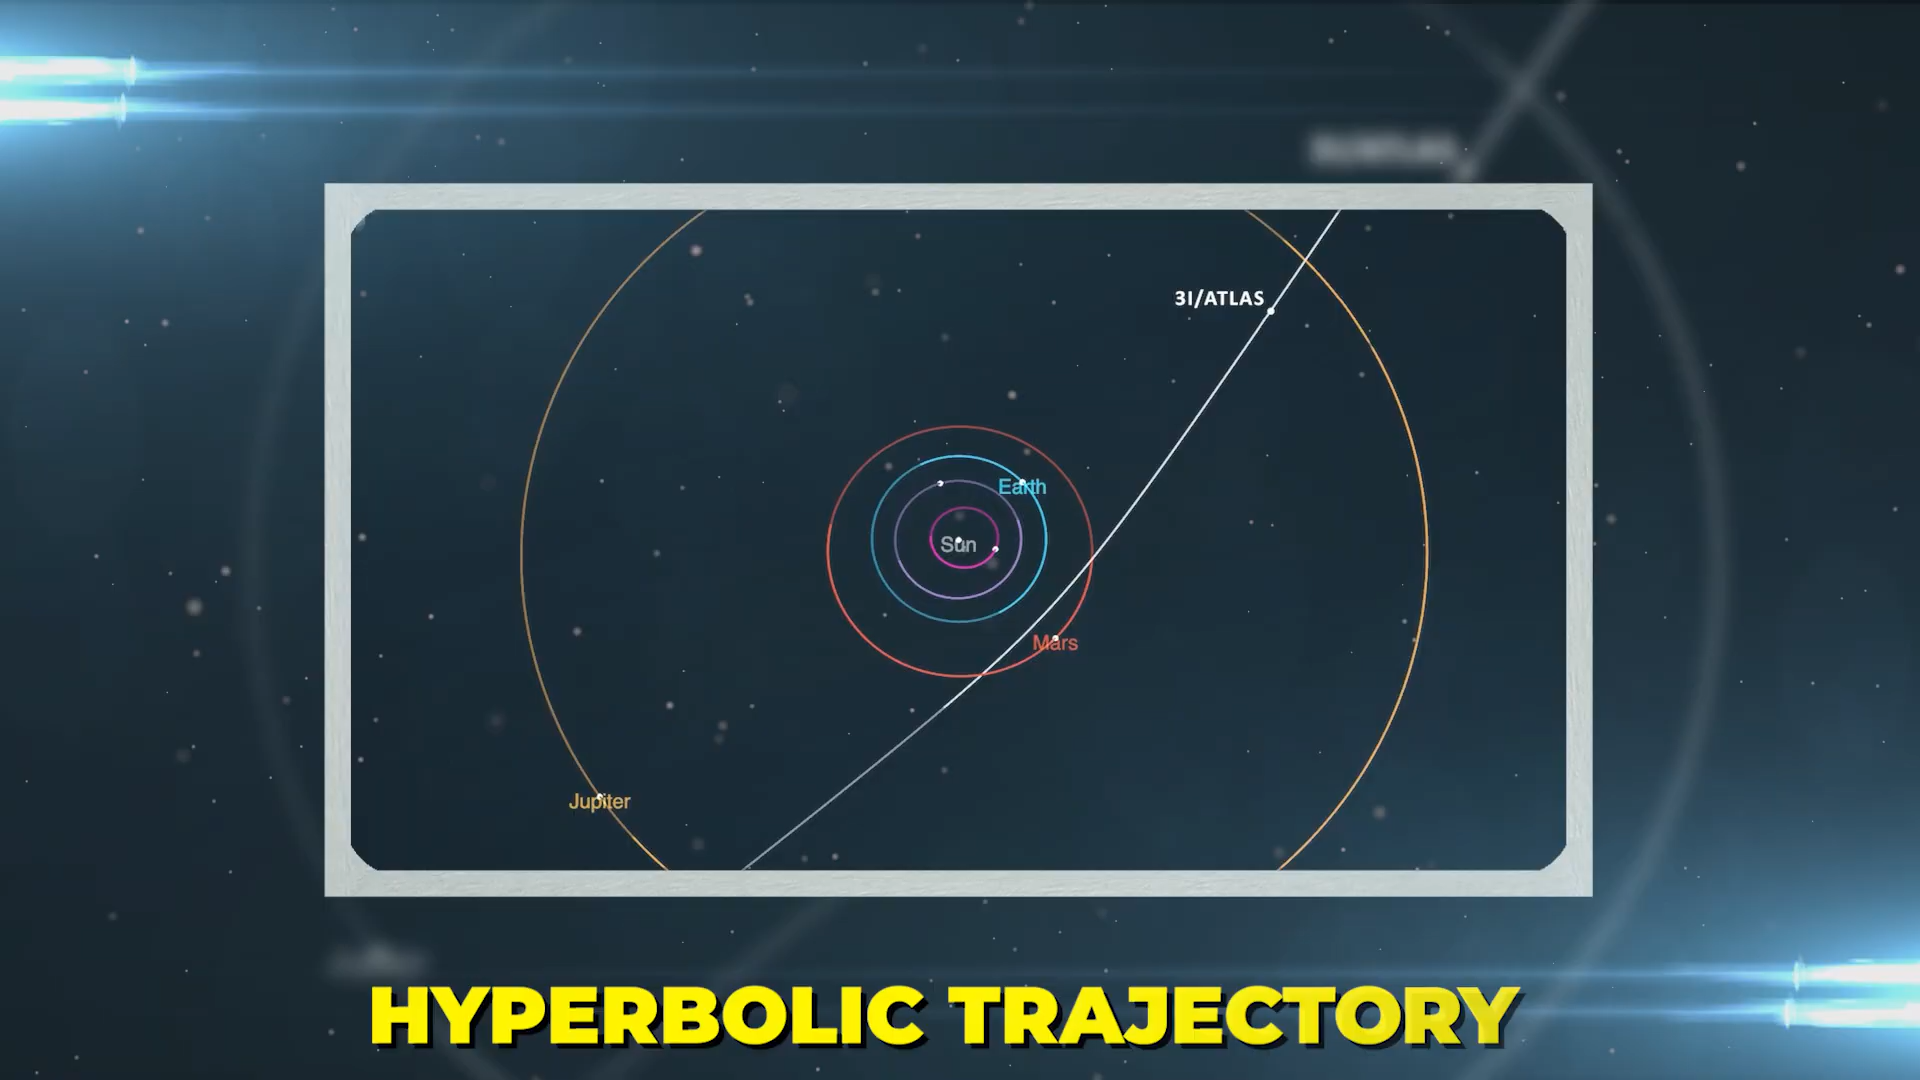 3I/ATLAS
Earth
Sun
Mars
Jupiter
HYPERBOLIC TRAJECTORY